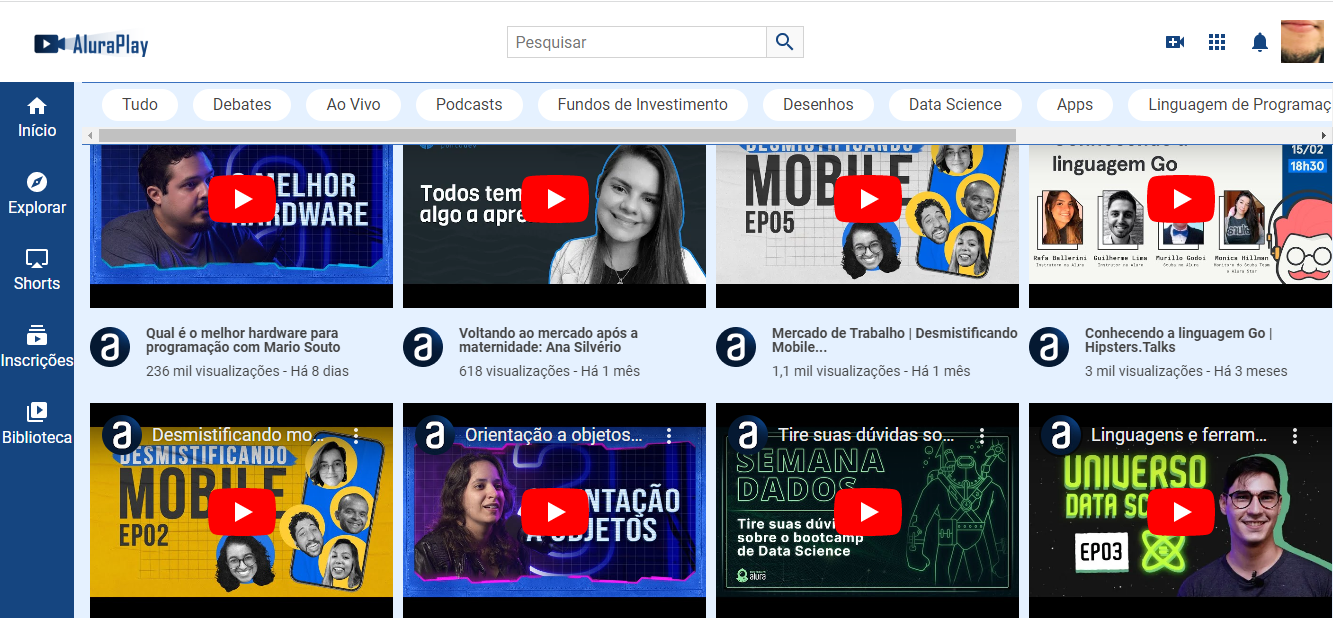 AluraPlay
Pesquisar
Tudo
Debates
Ao Vivo
Podcasts
Fundos de Investimento
Desenhos
Data Science
Apps
Linguagem de Programaç
Início
Explorar
Shorts
Inscrições
Biblioteca
MELHOR
HARDWARE
Todos tem
algo a apre
DESMISTIFICANDO
MOBILE
EP05
linguagem Go
15/02
18h30
Rafa Ballerini
Guilherme Lima
Murillo Godoi
Monica Hillman
Qual é o melhor hardware para
programação com Mario Souto
236 mil visualizações - Há 8 dias
Voltando ao mercado após a
maternidade: Ana Silvério
618 visualizações - Há 1 mês
Mercado de Trabalho | Desmistificando
Mobile...
1,1 mil visualizações - Há 1 mês
Conhecendo a linguagem Go |
Hipsters.Talks
3 mil visualizações - Há 3 meses
Desmistificando mo...
DESMISTIFICANDO
MOBILE
EP02
Orientação a objetos...
NTAÇÃO
A OBJETOS
Tire suas dúvidas so...
SEMANA
DADOS
Tire suas dúvi
sobre o bootcamp
de Data Science
alura
Linguagens e ferram...
UNIVERSO
DATA SC
EP03